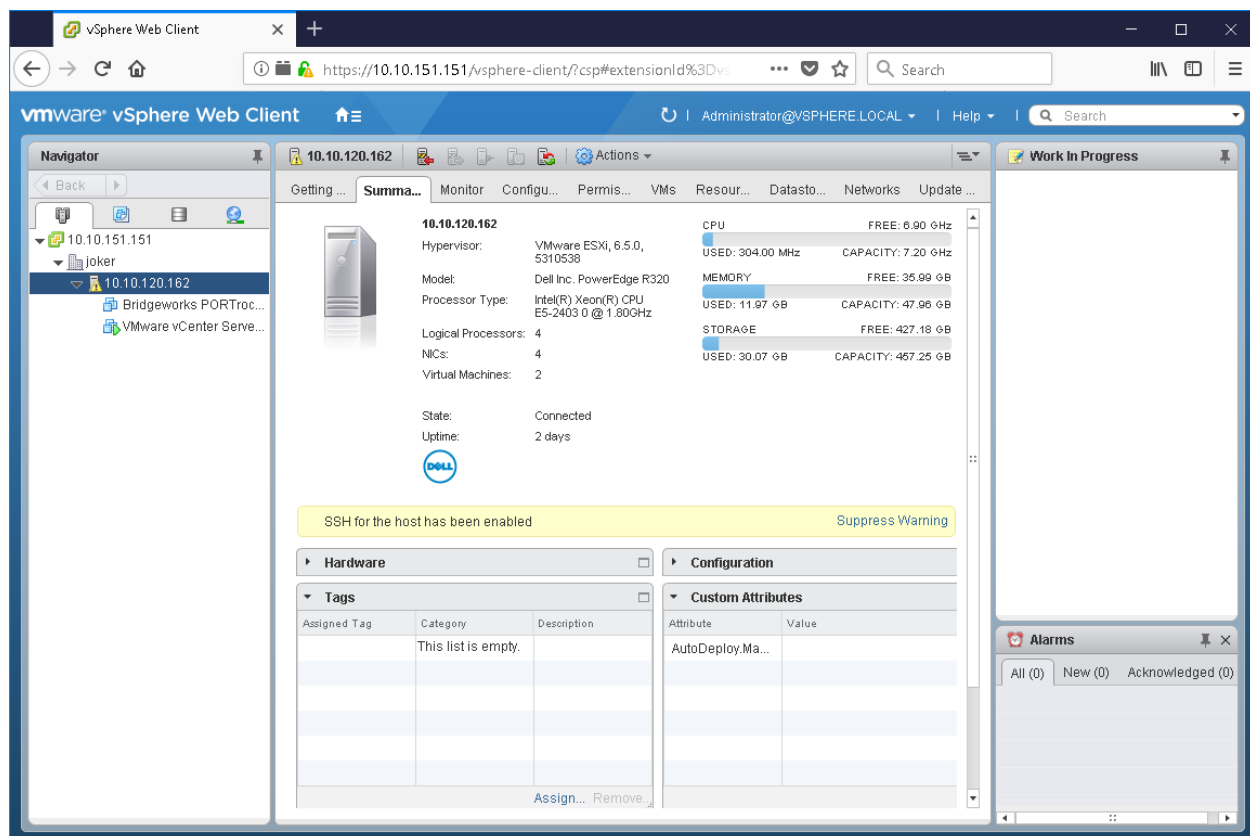 vSphere Web Client
https://10.10.151.151/vsphere-client/?csp#extensionId%3Dvs
Search
vmware® vSphere Web Client
Administrator@VSPHERE.LOCAL
Help
Search
Navigator
Back
10.10.151.151
joker
10.10.120.162
Bridgeworks PORTroc...
VMware vCenter Serve...
10.10.120.162
Actions
Getting ... Summa... Monitor Configu... Permis... VMs Resour... Datasto... Networks Update ...
10.10.120.162
Hypervisor: VMware ESXi, 6.5.0,
5310538
Model: Dell Inc. PowerEdge R320
Processor Type: Intel(R) Xeon(R) CPU
E5-2403 0 @ 1.80GHz
Logical Processors: 4
NICs: 4
Virtual Machines: 2
State: Connected
Uptime: 2 days
DELL
CPU FREE: 6.90 GHz
USED: 304.00 MHz CAPACITY: 7.20 GHz
MEMORY FREE: 35.99 GB
USED: 11.97 GB CAPACITY: 47.96 GB
STORAGE FREE: 427.18 GB
USED: 30.07 GB CAPACITY: 457.25 GB
SSH for the host has been enabled Suppress Warning
Hardware
Tags
Assigned Tag Category Description
This list is empty.
Assign... Remove...
Configuration
Custom Attributes
Attribute Value
AutoDeploy.Ma...
Work In Progress
Alarms
All (0) New (0) Acknowledged (0)